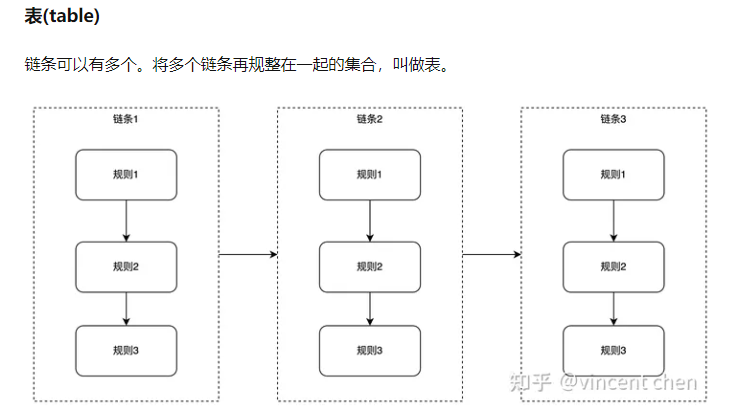 表(table)
链条可以有多个。将多个链条再规整在一起的集合，叫做表。
链条1
规则1
规则2
规则3
链条2
规则1
规则2
规则3
链条3
规则1
规则2
规则3
知乎 @vincent chen